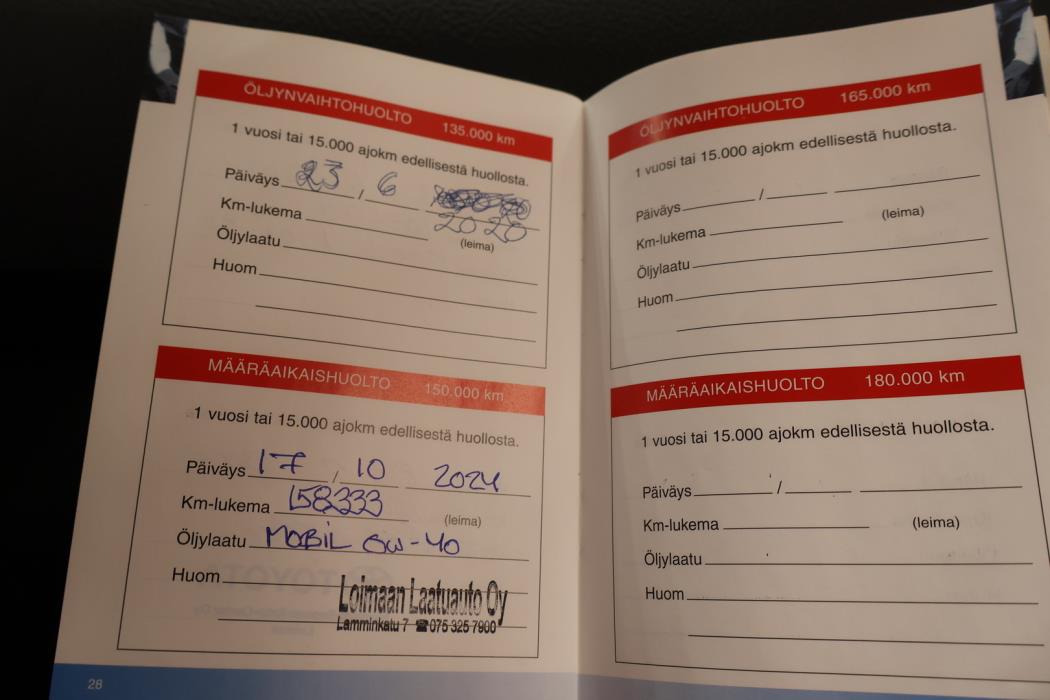 ÖLJYNVAIHTOHUOLTO 135.000 km
1 vuosi tai 15.000 ajokm edellisestä huollosta.
Päiväys 23 / 6
2020
Km-lukema
(leima)
Öljylaatu
Huom
MÄÄRÄAIKAISHUOLTO 150.000 km
1 vuosi tai 15.000 ajokm edellisestä huollosta.
Päiväys 17 / 10 2024
Km-lukema 158333
(leima)
Öljylaatu MOBIL 0W-40
Huom
Loimaan Laatuauto Oy
Lamminkatu 7 ☎075 325 7900
28
ÖLJYNVAIHTOHUOLTO 165.000 km
1 vuosi tai 15.000 ajokm edellisestä huollosta.
Päiväys /
Km-lukema (leima)
Öljylaatu
Huom
MÄÄRÄAIKAISHUOLTO 180.000 km
1 vuosi tai 15.000 ajokm edellisestä huollosta.
Päiväys /
Km-lukema (leima)
Öljylaatu
Huom